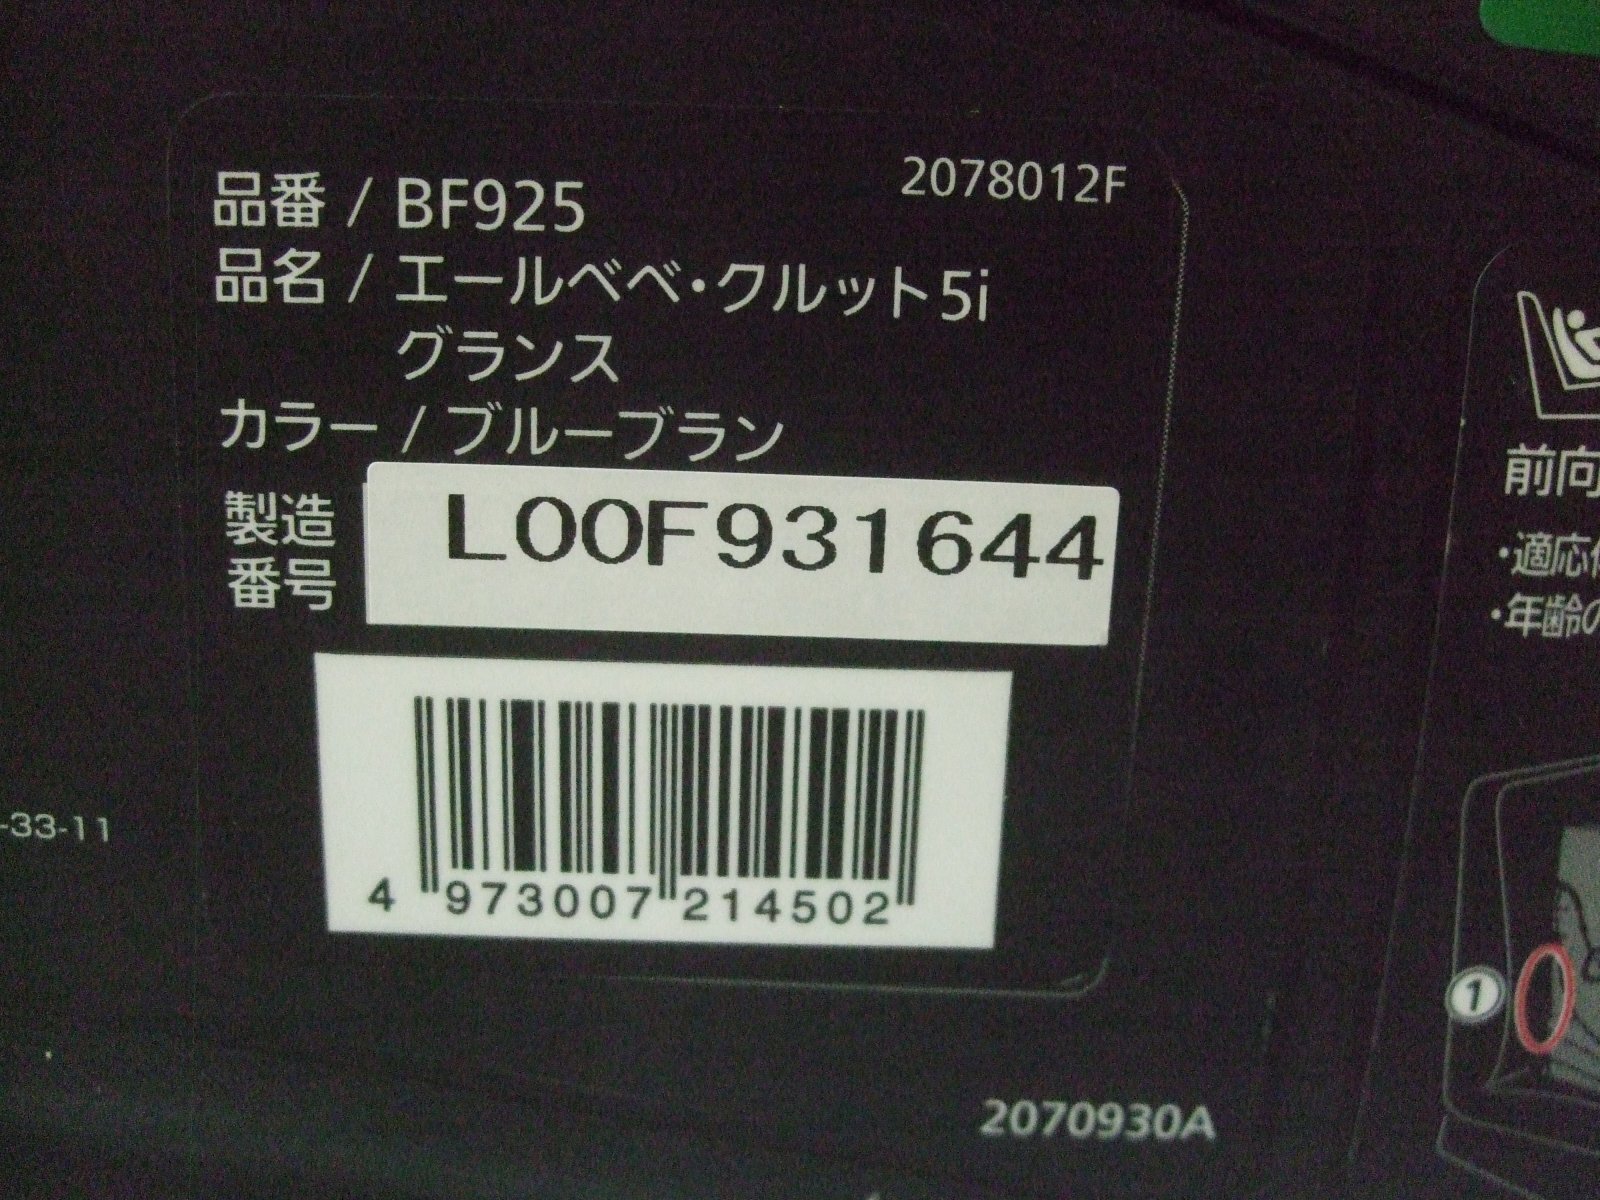 2078012F
品番 / BF925
品名 / エールベベ・クルット5i
グランス
カラー / ブルーブラン
製造
番号
L00F931644
4 973007 214502
-33-11
2070930A
前向
・適応
・年齢の
1